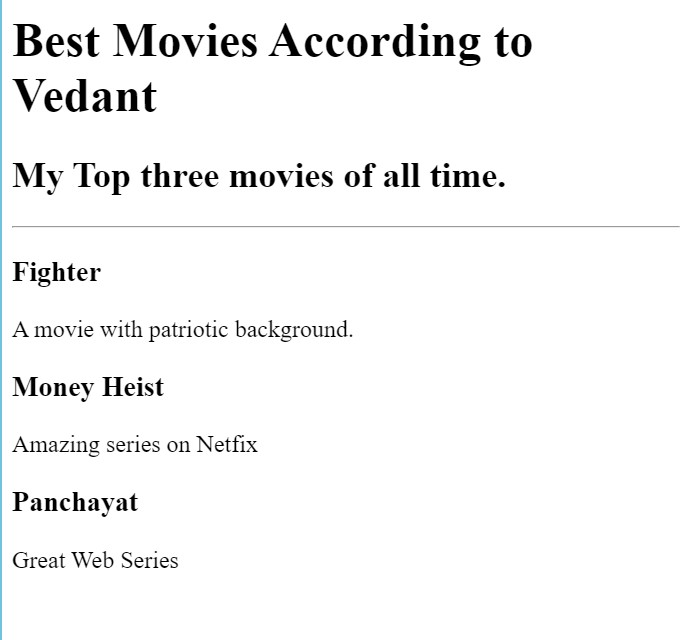 Best Movies According to
Vedant
My Top three movies of all time.
Fighter
A movie with patriotic background.
Money Heist
Amazing series on Netfix
Panchayat
Great Web Series